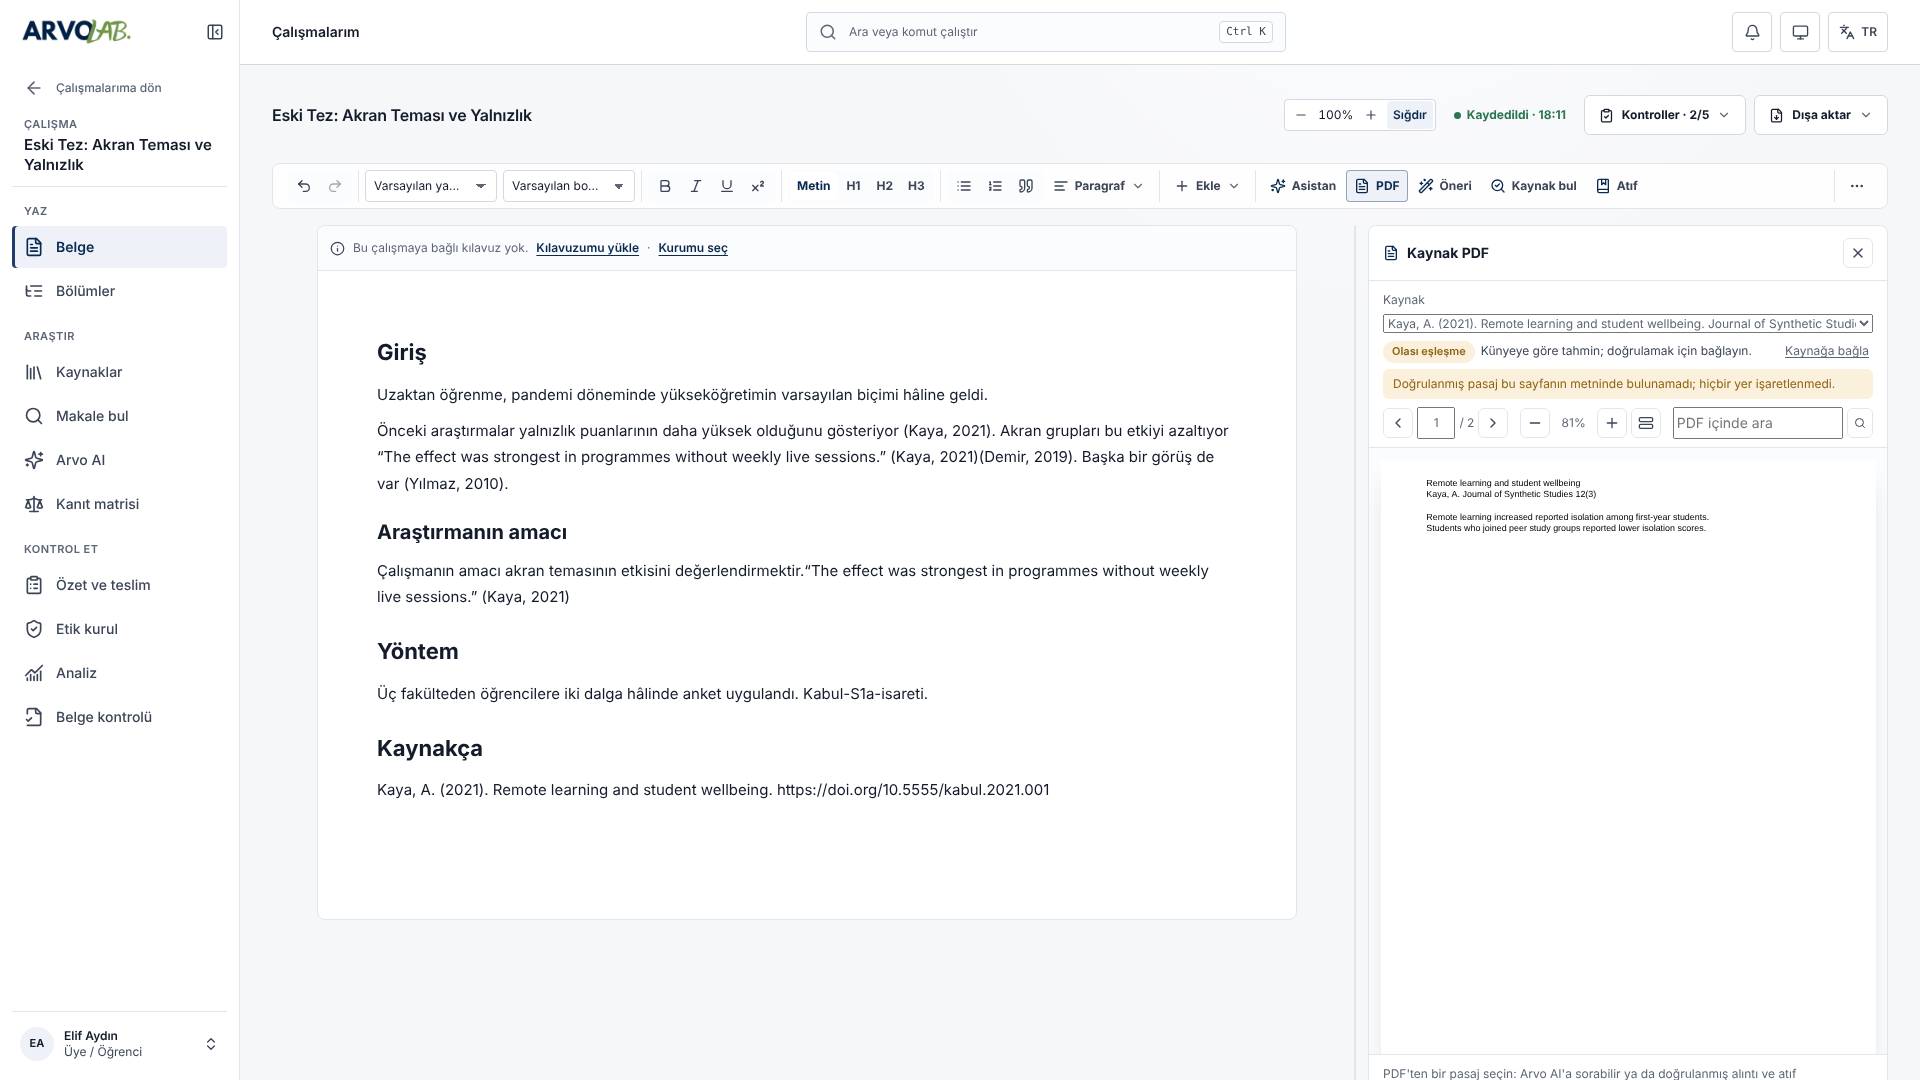 ARVOLAB.
Çalışmalarıma dön
ÇALIŞMA
Eski Tez: Akran Teması ve
Yalnızlık
YAZ
Belge
Bölümler
ARAŞTIR
Kaynaklar
Makale bul
Arvo AI
Kanıt matrisi
KONTROL ET
Özet ve teslim
Etik kurul
Analiz
Belge kontrolü
EA
Elif Aydın
Üye / Öğrenci
Çalışmalarım
Ara veya komut çalıştır
Ctrl K
TR
Eski Tez: Akran Teması ve Yalnızlık
100%
Sığdır
Kaydedildi · 18:11
Kontroller · 2/5
Dışa aktar
Varsayılan ya...
Varsayılan bo...
B I U x²
Metin H1 H2 H3
Paragraf
Ekle
Asistan
PDF
Öneri
Kaynak bul
Atıf
Bu çalışmaya bağlı kılavuz yok. Kılavuzumu yükle · Kurumu seç
Giriş
Uzaktan öğrenme, pandemi döneminde yükseköğretimin varsayılan biçimi hâline geldi.
Önceki araştırmalar yalnızlık puanlarının daha yüksek olduğunu gösteriyor (Kaya, 2021). Akran grupları bu etkiyi azaltıyor
“The effect was strongest in programmes without weekly live sessions.” (Kaya, 2021)(Demir, 2019). Başka bir görüş de
var (Yılmaz, 2010).
Araştırmanın amacı
Çalışmanın amacı akran temasının etkisini değerlendirmektir.“The effect was strongest in programmes without weekly
live sessions.” (Kaya, 2021)
Yöntem
Üç fakülteden öğrencilere iki dalga hâlinde anket uygulandı. Kabul-S1a-isareti.
Kaynakça
Kaya, A. (2021). Remote learning and student wellbeing. https://doi.org/10.5555/kabul.2021.001
Kaynak PDF
Kaynak
Kaya, A. (2021). Remote learning and student wellbeing. Journal of Synthetic Studi
Olası eşleşme
Künyeye göre tahmin; doğrulamak için bağlayın.
Kaynağa bağla
Doğrulanmış pasaj bu sayfanın metninde bulunamadı; hiçbir yer işaretlenmedi.
1 / 2
81%
PDF içinde ara
Remote learning and student wellbeing
Kaya, A. Journal of Synthetic Studies 12(3)
Remote learning increased reported isolation among first-year students.
Students who joined peer study groups reported lower isolation scores.
PDF'ten bir pasaj seçin: Arvo AI'a sorabilir ya da doğrulanmış alıntı ve atıf